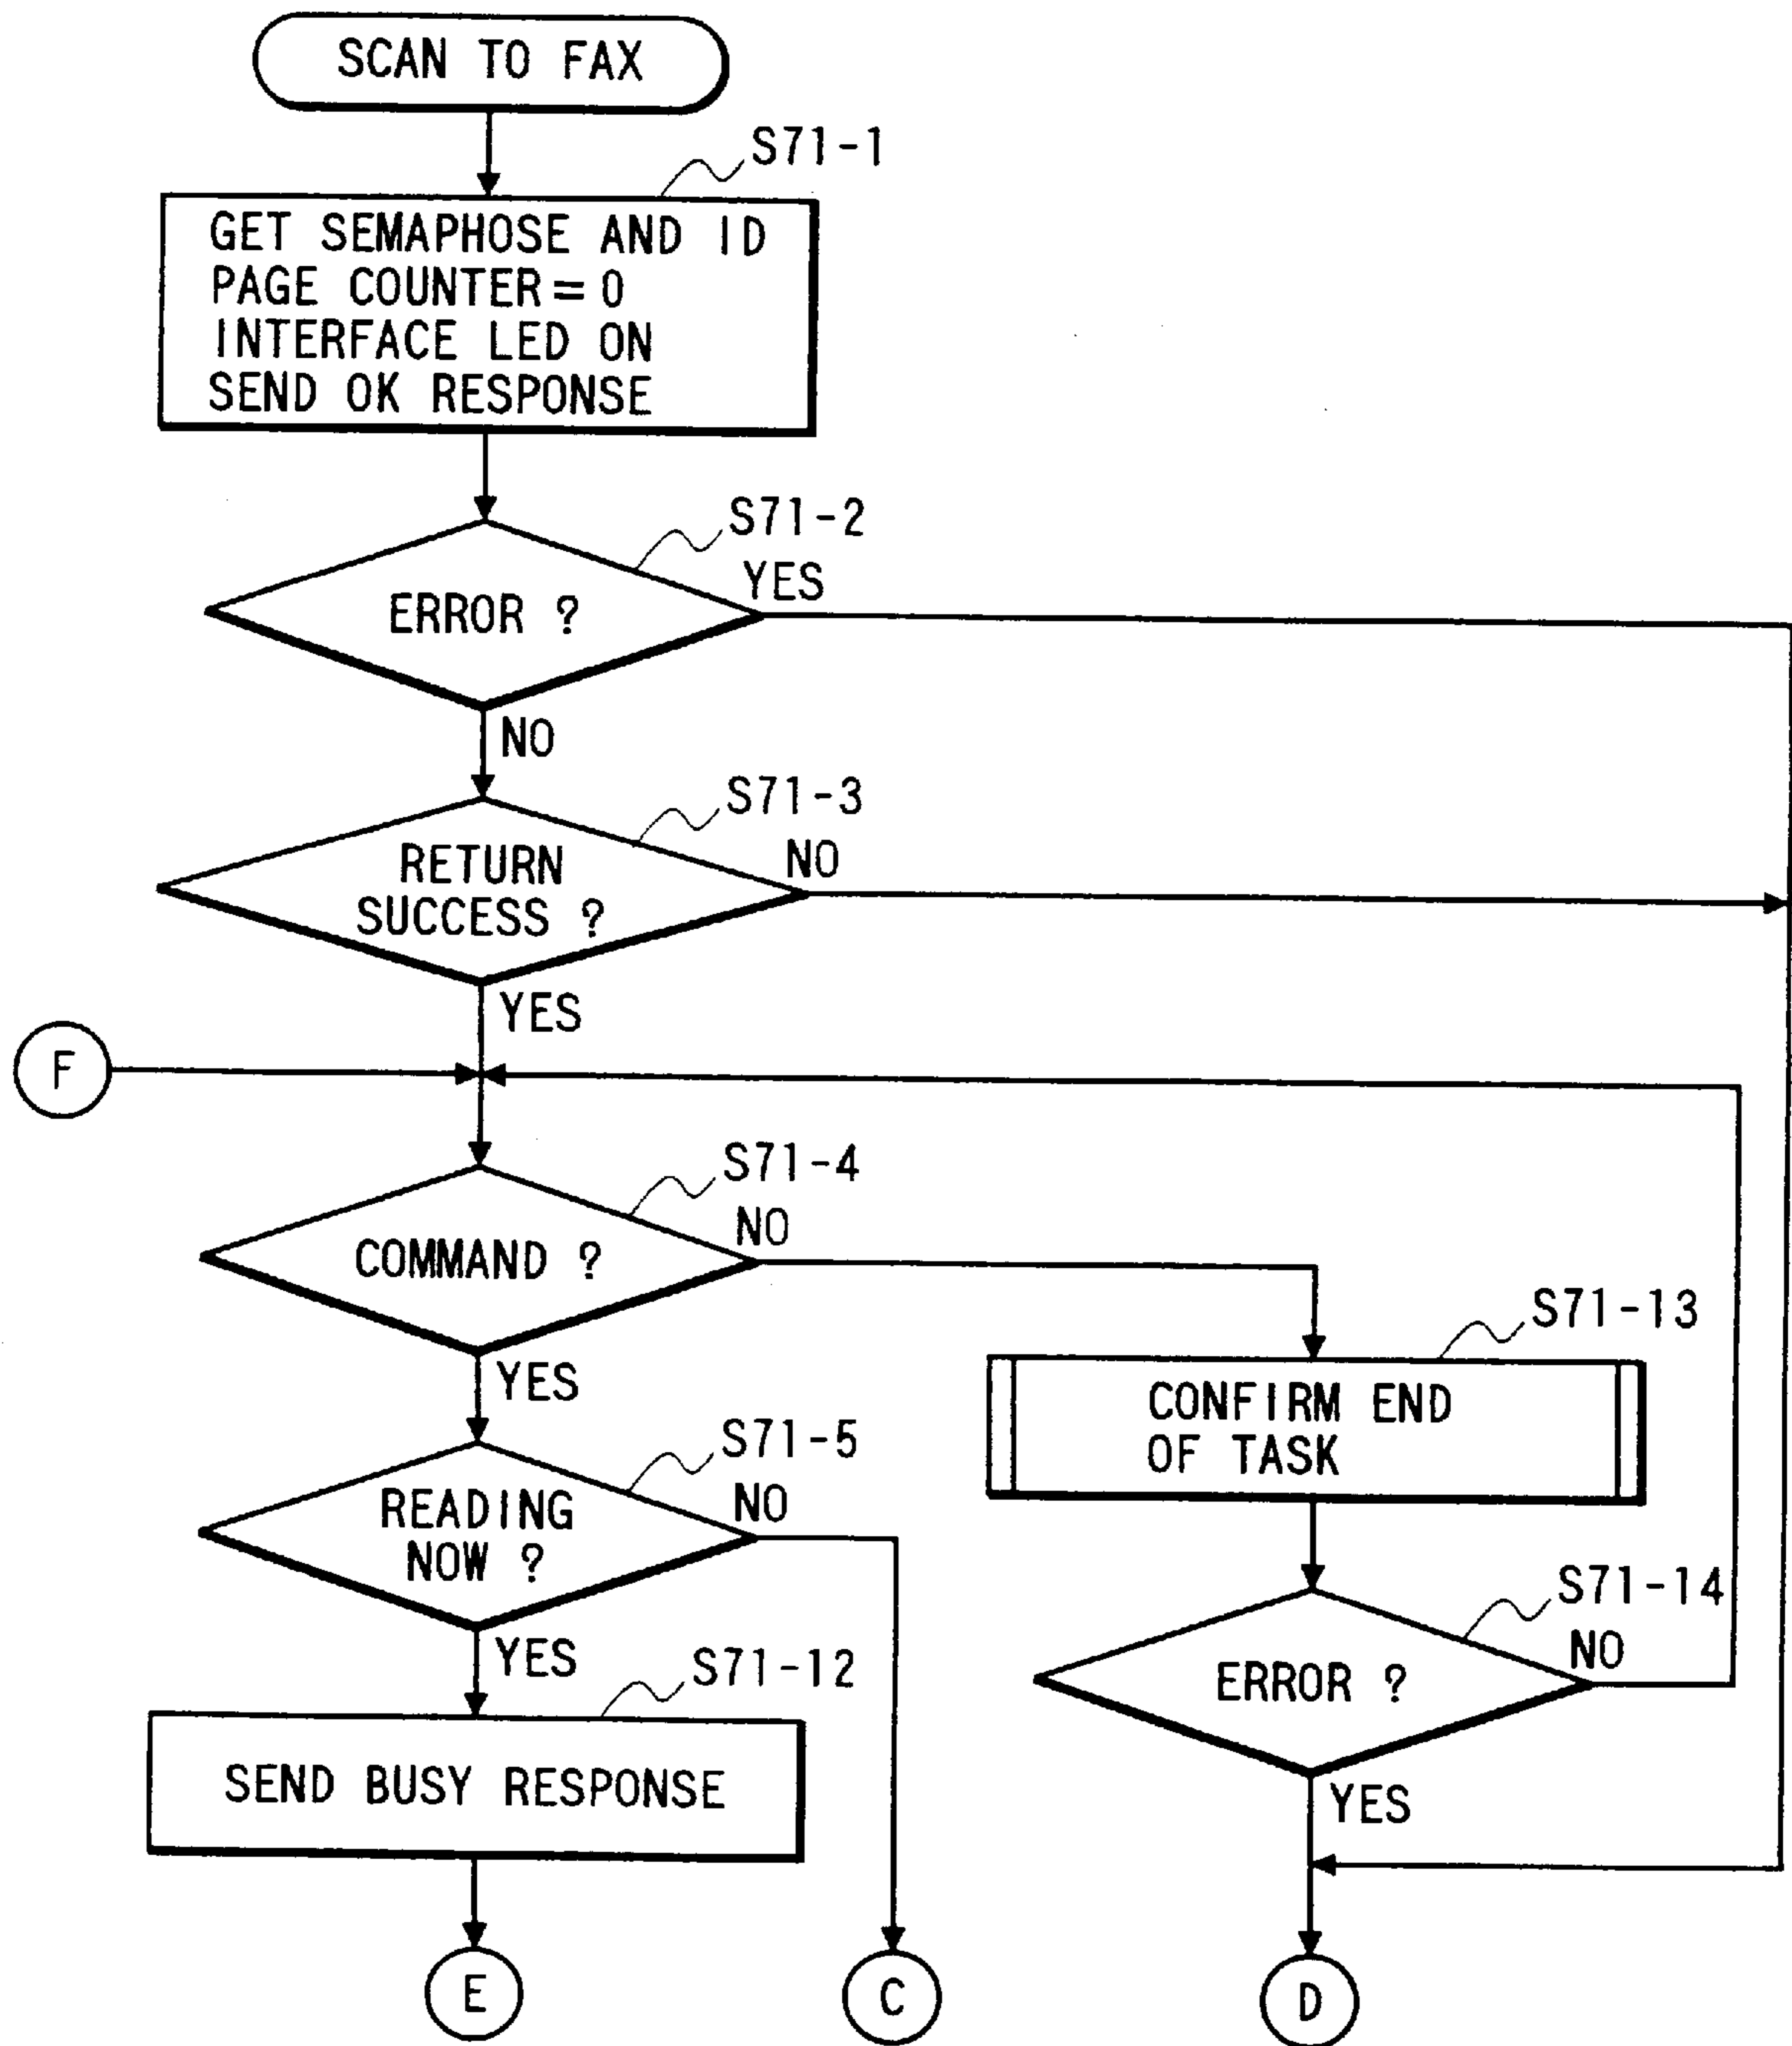 SCAN TO FAX
S71-1
GET SEMAPHOSE AND ID
PAGE COUNTER=0
INTERFACE LED ON
SEND OK RESPONSE
S71-2
YES
ERROR ?
NO
S71-3
NO
RETURN
SUCCESS ?
YES
F
S71-4
NO
COMMAND ?
YES
S71-13
CONFIRM END
OF TASK
S71-5
NO
READING
NOW ?
YES
S71-14
NO
ERROR ?
YES
S71-12
SEND BUSY RESPONSE
E
C
D